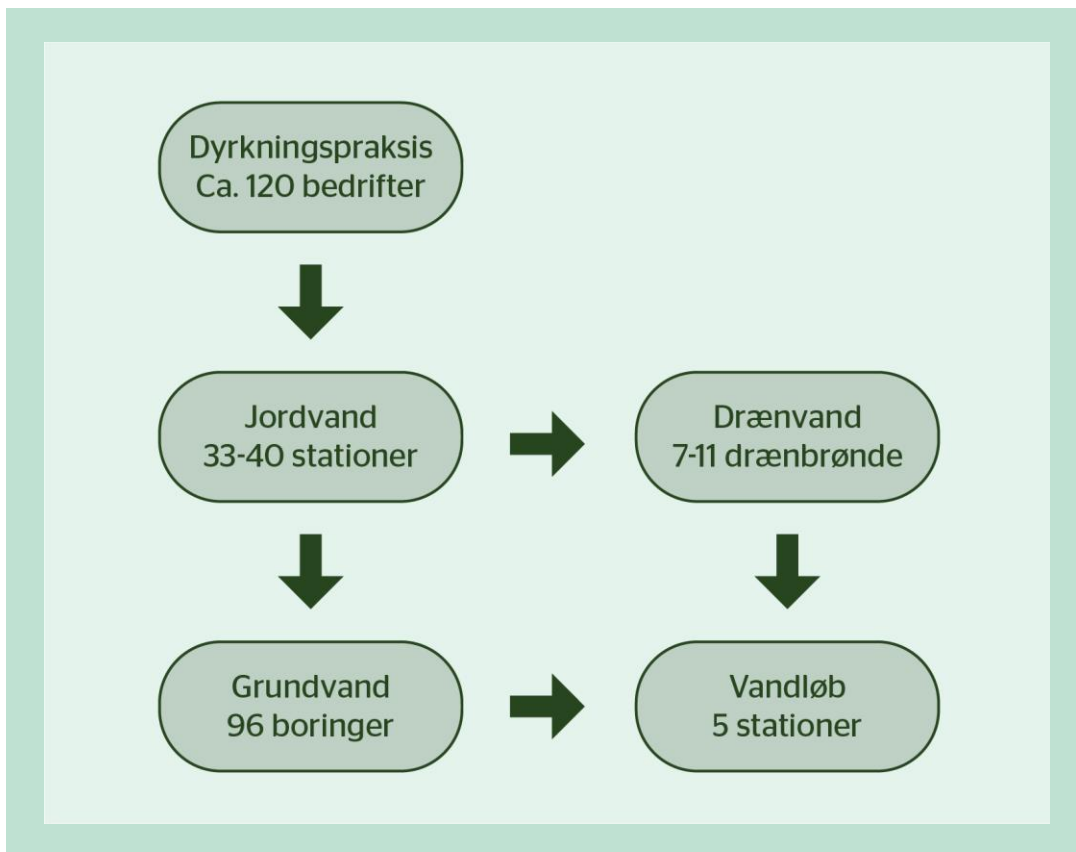 Dyrkningspraksis
Ca. 120 bedrifter
Jordvand
33-40 stationer
Drænvand
7-11 drænbrønde
Grundvand
96 boringer
Vandløb
5 stationer